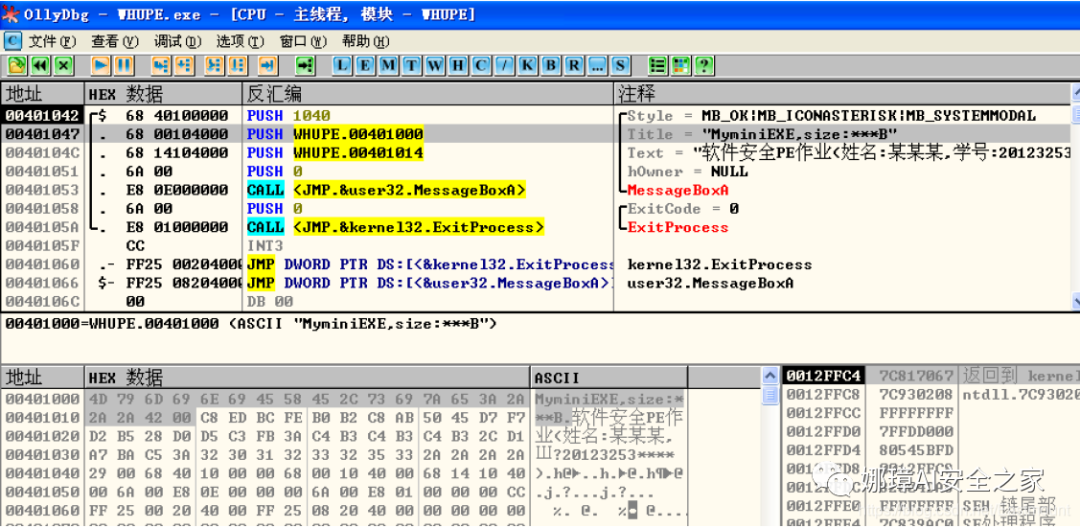 OllyDbg - WHUPE.exe - [CPU - 主线程, 模块 - WHUPE]
C 文件(F) 查看(V) 调试(D) 选项(T) 窗口(W) 帮助(H)
L E M T W H C / K B R ... S ?
地址 HEX 数据 反汇编 注释
00401042 $ 68 40100000 PUSH 1040 Style = MB_OK|MB_ICONASTERISK|MB_SYSTEMMODAL
00401047 . 68 00104000 PUSH WHUPE.00401000 Title = "MyminiEXE,size:***B"
0040104C . 68 14104000 PUSH WHUPE.00401014 Text = "软件安全PE作业(姓名:某某某,学号:20123253
00401051 . 6A 00 PUSH 0 hOwner = NULL
00401053 . E8 0E000000 CALL <JMP.&user32.MessageBoxA> MessageBoxA
00401058 . 6A 00 PUSH 0 ExitCode = 0
0040105A . E8 01000000 CALL <JMP.&kernel32.ExitProcess> ExitProcess
0040105F CC INT3
00401060 .- FF25 00204000 JMP DWORD PTR DS:[<&kernel32.ExitProcess kernel32.ExitProcess
00401066 $- FF25 08204000 JMP DWORD PTR DS:[<&user32.MessageBoxA>] user32.MessageBoxA
0040106C 00 DB 00
00401000=WHUPE.00401000 (ASCII "MyminiEXE,size:***B")
地址 HEX 数据 ASCII
00401000 4D 79 6D 69 6E 69 45 58 45 2C 73 69 7A 65 3A 2A MyminiEXE,size:*
00401010 2A 2A 42 00 C8 ED BC FE B0 B2 C8 AB 50 45 D7 F7 **B.软件安全PE作
00401020 D2 B5 28 D0 D5 C3 FB 3A C4 B3 C4 B3 C4 B3 2C D1 业(姓名:某某某,
00401030 A7 BA C5 3A 32 30 31 32 33 32 35 33 2A 2A 2A 2A 20123253****
00401040 29 00 68 40 10 00 00 68 00 10 40 00 68 14 10 40 ).h@..h..@.h@
00401050 00 6A 00 E8 0E 00 00 00 6A 00 E8 01 00 00 00 CC .j.?...j.?...
00401060 FF 25 00 20 40 00 FF 25 08 20 40 00 00 00 00 00 %. @. % @....
0012FFC4 7C817067 返回到 kernel
0012FFC8 7C930208 ntdll.7C93020
0012FFCC FFFFFFFF
0012FFD0 7FFDD000
0012FFD4 80545BFD
0012FFD8
0012FFE0 FFFFFFFF SEH 链尾部
0012FFE4 7C839AC0 SE处理程序
娜璋AI安全之家